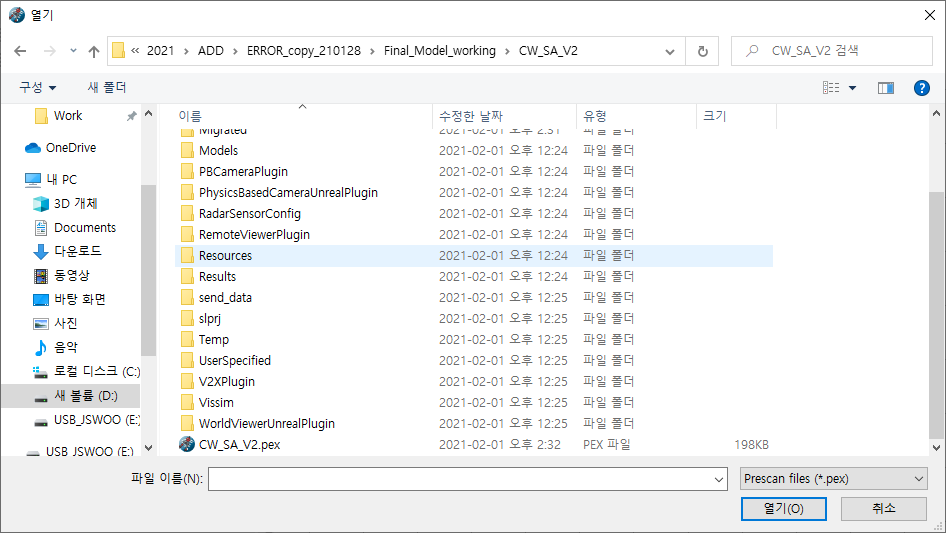 열기
« 2021 > ADD > ERROR_copy_210128 > Final_Model_working > CW_SA_V2
CW_SA_V2 검색
구성 새 폴더
이름 수정한 날짜 유형 크기
Work
OneDrive
내 PC
3D 개체
Documents
다운로드
동영상
바탕 화면
사진
음악
로컬 디스크 (C:)
새 볼륨 (D:)
USB_JSWOO (E:)
USB_JSWOO (E:)
Migrated 2021-02-01 오후 2:31 파일 폴더
Models 2021-02-01 오후 12:24 파일 폴더
PBCameraPlugin 2021-02-01 오후 12:24 파일 폴더
PhysicsBasedCameraUnrealPlugin 2021-02-01 오후 12:24 파일 폴더
RadarSensorConfig 2021-02-01 오후 12:24 파일 폴더
RemoteViewerPlugin 2021-02-01 오후 12:24 파일 폴더
Resources 2021-02-01 오후 12:24 파일 폴더
Results 2021-02-01 오후 12:24 파일 폴더
send_data 2021-02-01 오후 12:25 파일 폴더
slprj 2021-02-01 오후 12:25 파일 폴더
Temp 2021-02-01 오후 12:25 파일 폴더
UserSpecified 2021-02-01 오후 12:25 파일 폴더
V2XPlugin 2021-02-01 오후 12:25 파일 폴더
Vissim 2021-02-01 오후 12:25 파일 폴더
WorldViewerUnrealPlugin 2021-02-01 오후 12:25 파일 폴더
CW_SA_V2.pex 2021-02-01 오후 2:32 PEX 파일 198KB
파일 이름(N): Prescan files (*.pex)
열기(O) 취소